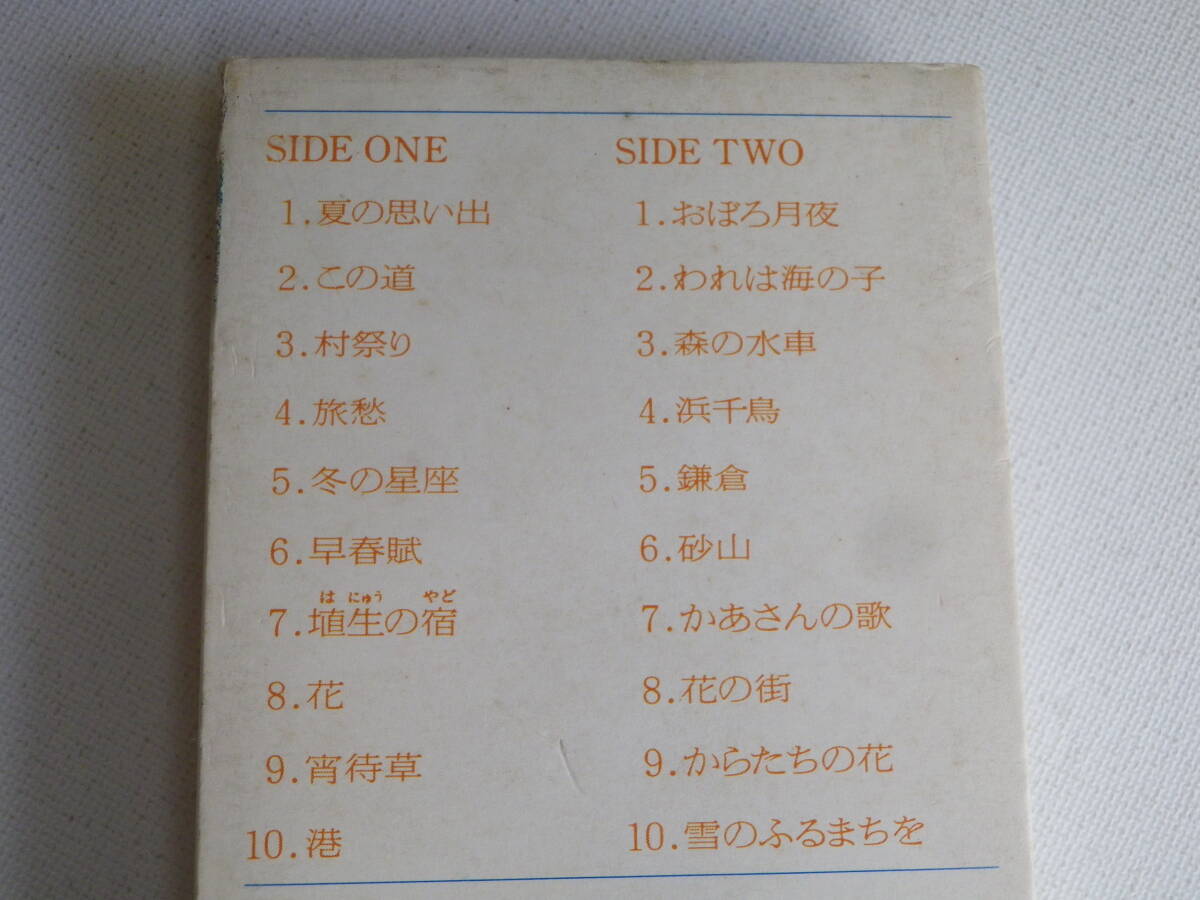 SIDE ONE
1.夏の思い出
2.この道
3.村祭り
4.旅愁
5.冬の星座
6.早春賦
は にゅう やど
7.埴生の宿
8.花
9.宵待草
10.港
SIDE TWO
1.おぼろ月夜
2.われは海の子
3.森の水車
4.浜千鳥
5.鎌倉
6.砂山
7.かあさんの歌
8.花の街
9.からたちの花
10.雪のふるまちを